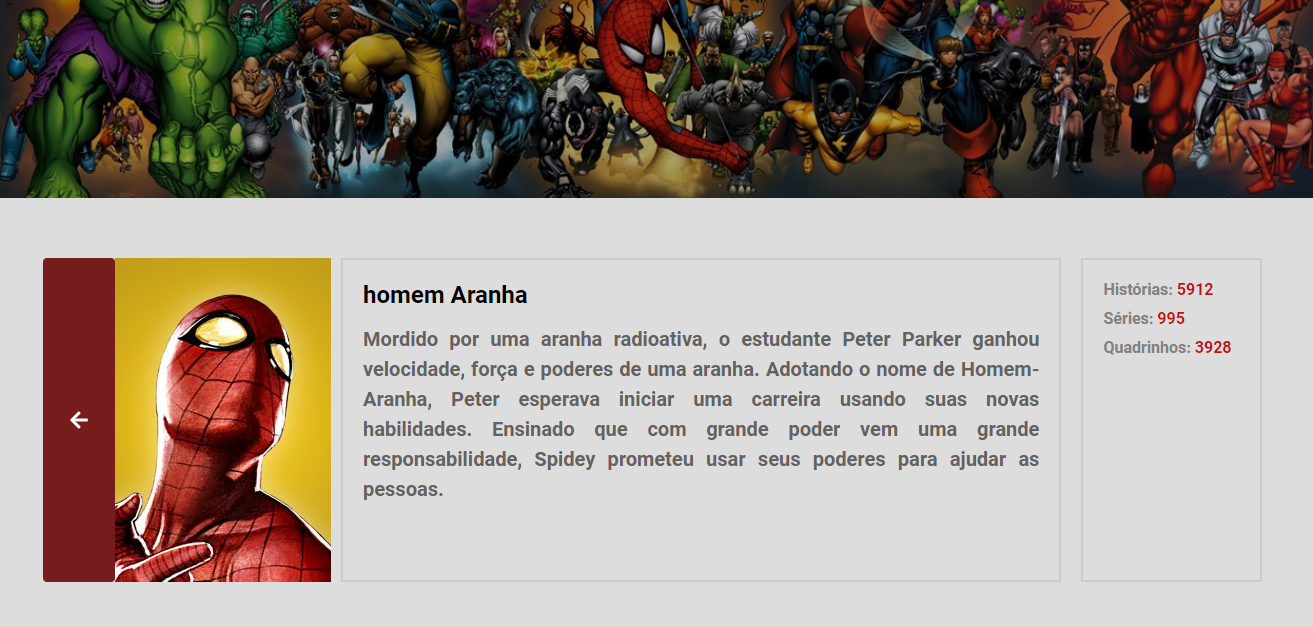 homem Aranha
Mordido por uma aranha radioativa, o estudante Peter Parker ganhou
velocidade, força e poderes de uma aranha. Adotando o nome de Homem-
Aranha, Peter esperava iniciar uma carreira usando suas novas
habilidades. Ensinado que com grande poder vem uma grande
responsabilidade, Spidey prometeu usar seus poderes para ajudar as
pessoas.
Histórias: 5912
Séries: 995
Quadrinhos: 3928